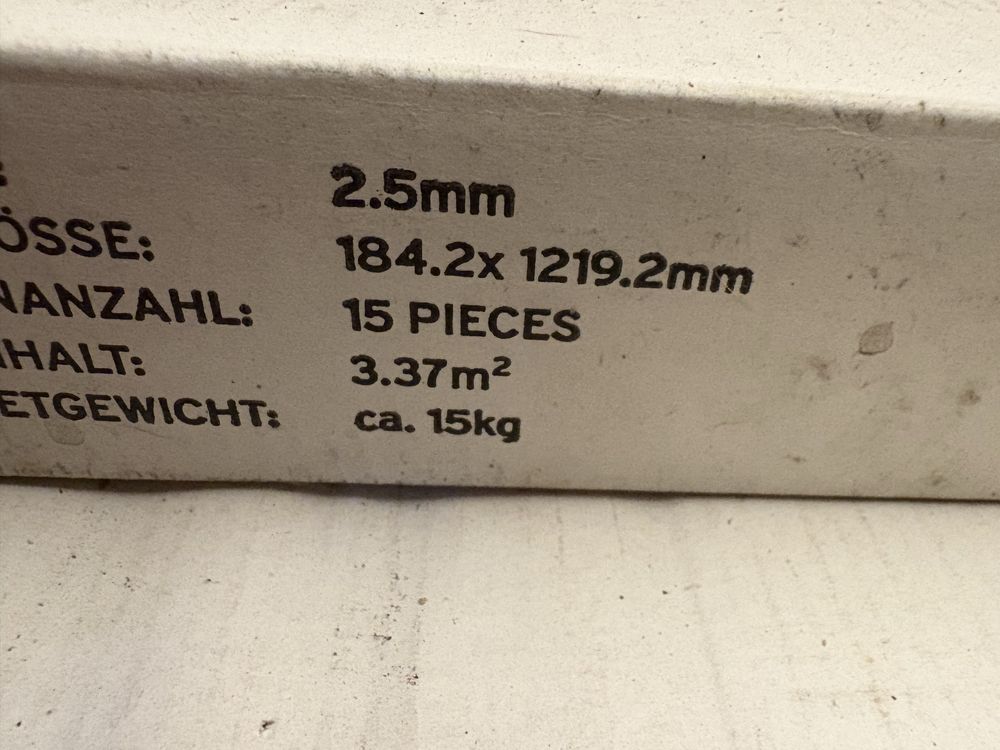 : 2.5mm
ÖSSE: 184.2x 1219.2mm
NANZAHL: 15 PIECES
HALT: 3.37m²
ETGEWICHT: ca. 15kg